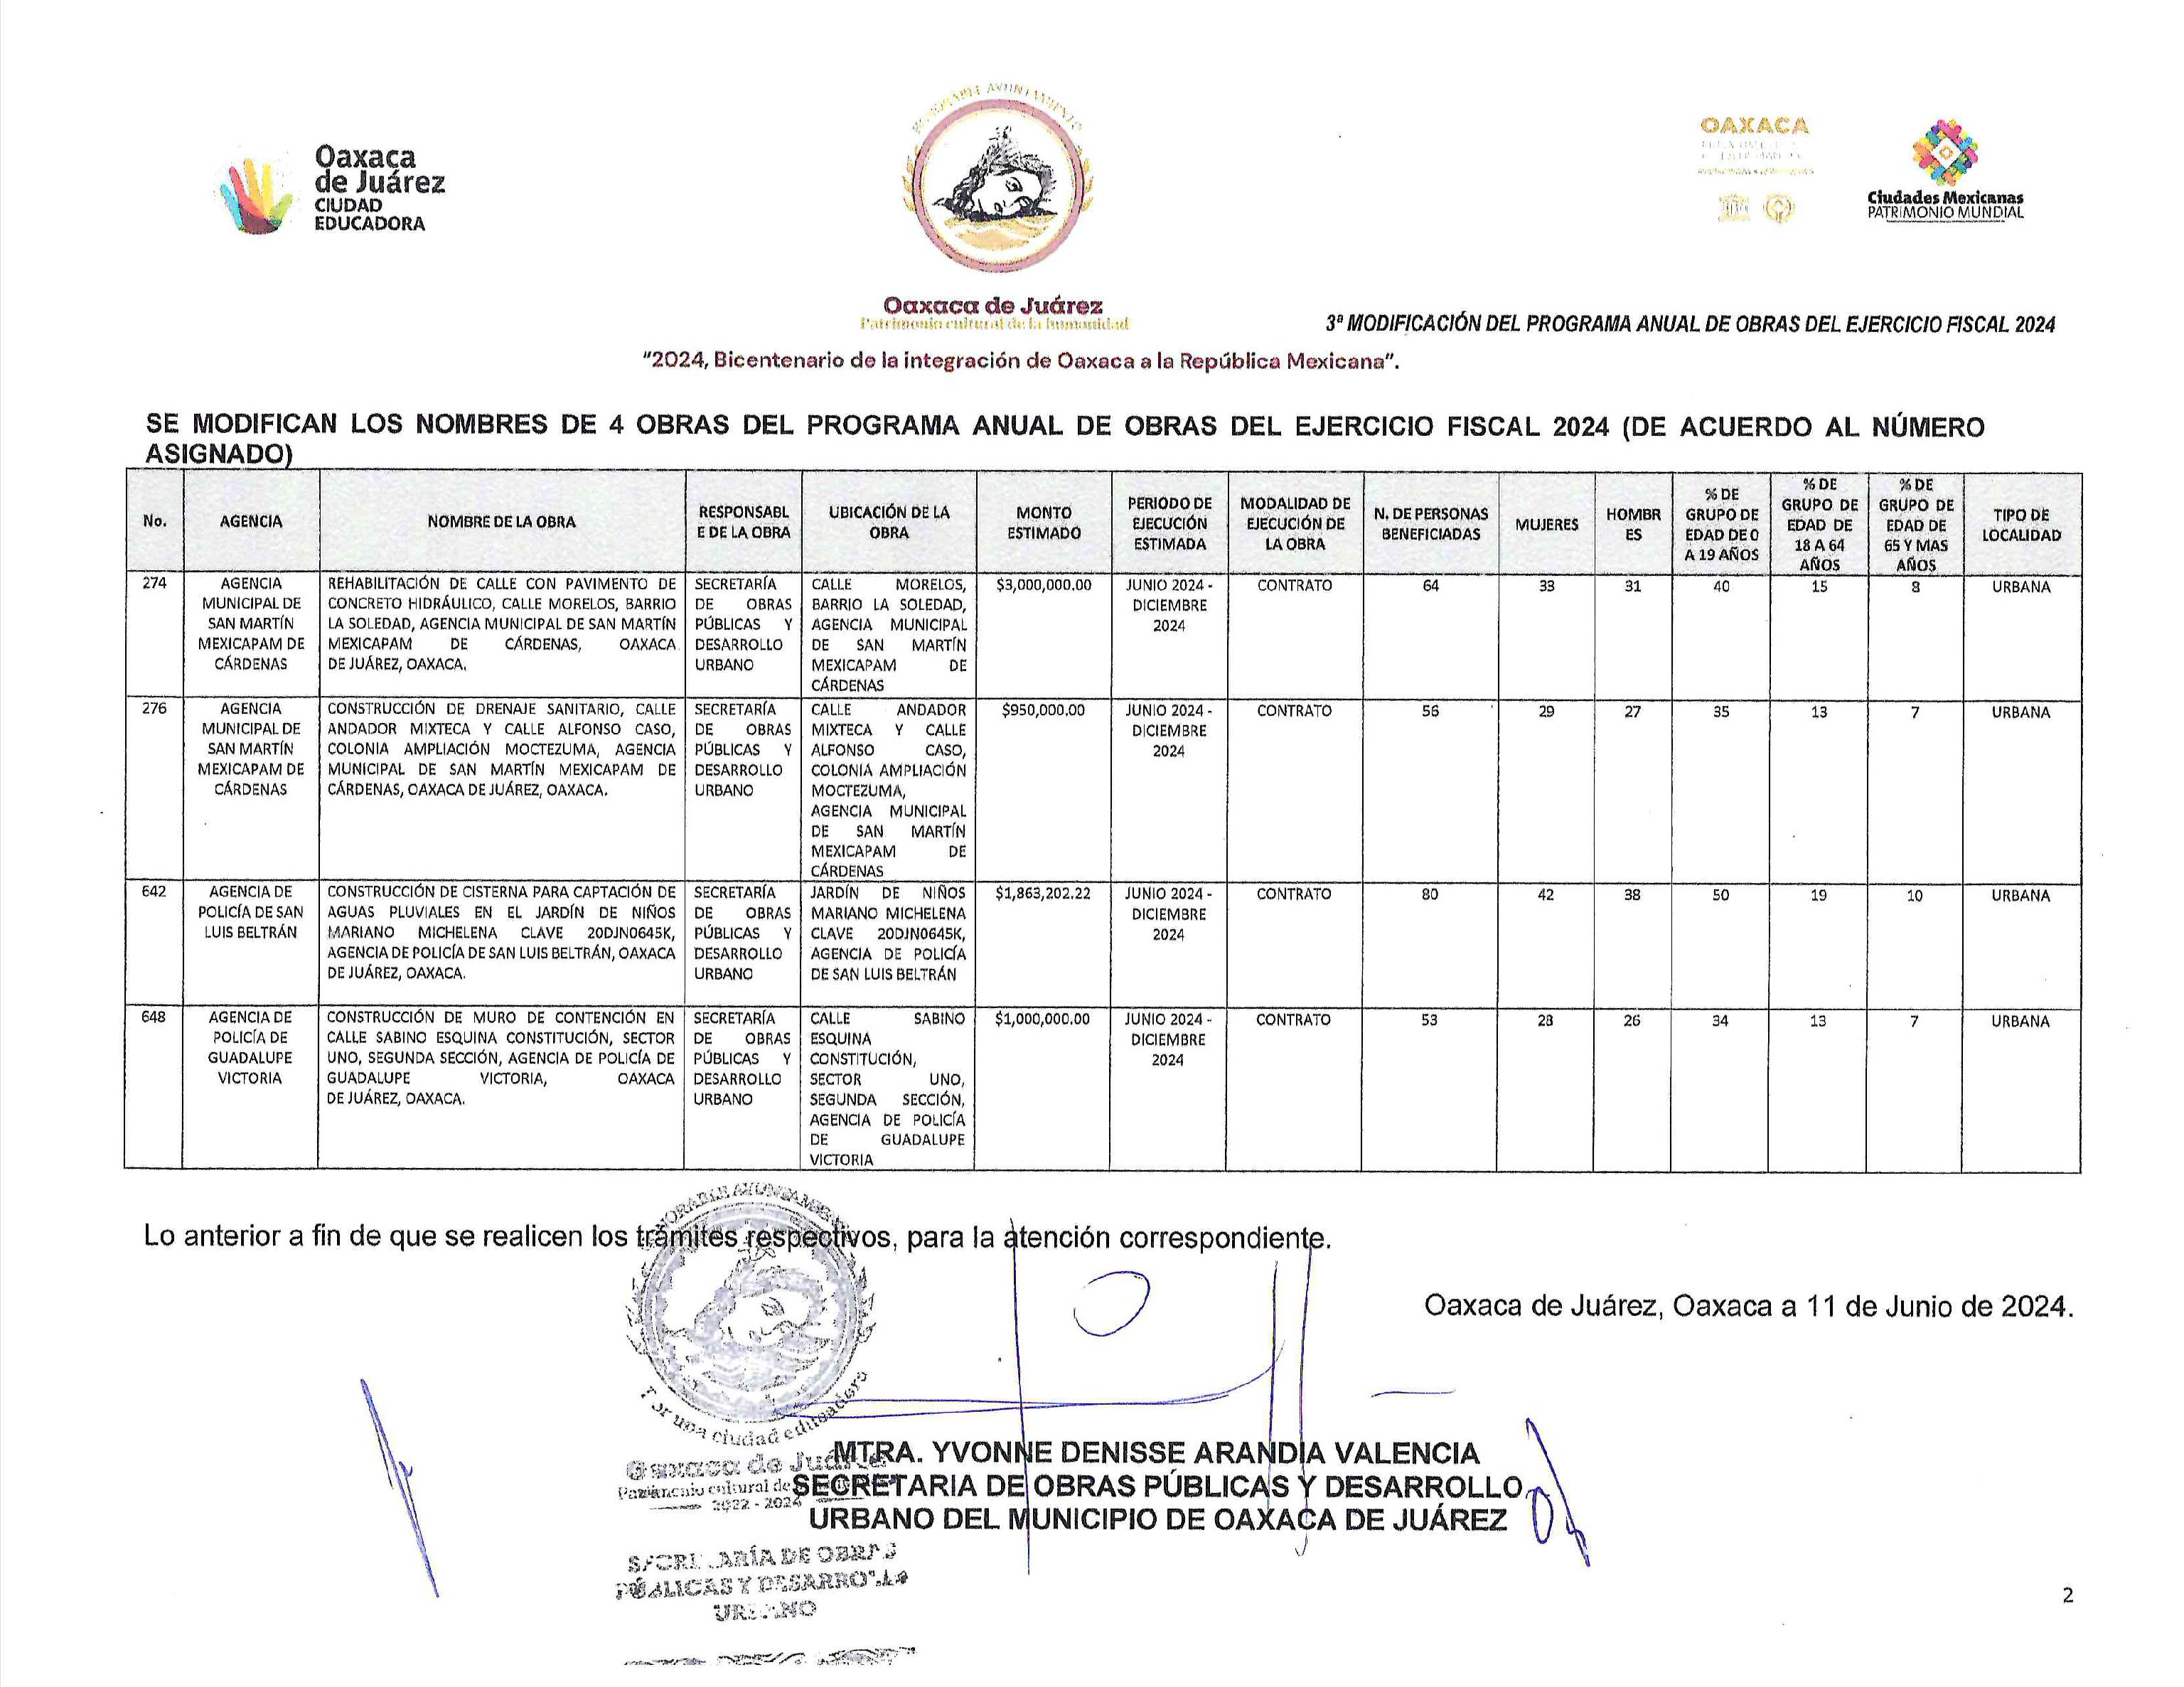 Oaxaca
de Juárez
CIUDAD
EDUCADORA
Oaxaca de Juárez
Patrimonio cultural de la humanidad
OAXACA
Ciudades Mexicanas
PATRIMONIO MUNDIAL
3ª MODIFICACIÓN DEL PROGRAMA ANUAL DE OBRAS DEL EJERCICIO FISCAL 2024
"2024, Bicentenario de la integración de Oaxaca a la República Mexicana".
SE MODIFICAN LOS NOMBRES DE 4 OBRAS DEL PROGRAMA ANUAL DE OBRAS DEL EJERCICIO FISCAL 2024 (DE ACUERDO AL NÚMERO
ASIGNADO)
No.
AGENCIA
NOMBRE DE LA OBRA
RESPONSABL
E DE LA OBRA
UBICACIÓN DE LA
OBRA
MONTO
ESTIMADO
PERIODO DE
EJECUCIÓN
ESTIMADA
MODALIDAD DE
EJECUCIÓN DE
LA OBRA
N. DE PERSONAS
BENEFICIADAS
MUJERES
HOMBR
ES
% DE
GRUPO DE
EDAD DE 0
A 19 AÑOS
% DE
GRUPO DE
EDAD DE
18 A 64
AÑOS
% DE
GRUPO DE
EDAD DE
65 Y MAS
AÑOS
TIPO DE
LOCALIDAD
274
AGENCIA
MUNICIPAL DE
SAN MARTÍN
MEXICAPAM DE
CÁRDENAS
REHABILITACIÓN DE CALLE CON PAVIMENTO DE
CONCRETO HIDRÁULICO, CALLE MORELOS, BARRIO
LA SOLEDAD, AGENCIA MUNICIPAL DE SAN MARTÍN
MEXICAPAM DE CÁRDENAS, OAXACA
DE JUÁREZ, OAXACA.
SECRETARÍA
DE OBRAS
PÚBLICAS Y
DESARROLLO
URBANO
CALLE MORELOS,
BARRIO LA SOLEDAD,
AGENCIA MUNICIPAL
DE SAN MARTÍN
MEXICAPAM DE
CÁRDENAS
$3,000,000.00
JUNIO 2024 -
DICIEMBRE
2024
CONTRATO
64
33
31
40
15
8
URBANA
276
AGENCIA
MUNICIPAL DE
SAN MARTÍN
MEXICAPAM DE
CÁRDENAS
CONSTRUCCIÓN DE DRENAJE SANITARIO, CALLE
ANDADOR MIXTECA Y CALLE ALFONSO CASO,
COLONIA AMPLIACIÓN MOCTEZUMA, AGENCIA
MUNICIPAL DE SAN MARTÍN MEXICAPAM DE
CÁRDENAS, OAXACA DE JUÁREZ, OAXACA.
SECRETARÍA
DE OBRAS
PÚBLICAS Y
DESARROLLO
URBANO
CALLE ANDADOR
MIXTECA Y CALLE
ALFONSO CASO,
COLONIA AMPLIACIÓN
MOCTEZUMA,
AGENCIA MUNICIPAL
DE SAN MARTÍN
MEXICAPAM DE
CÁRDENAS
$950,000.00
JUNIO 2024 -
DICIEMBRE
2024
CONTRATO
56
29
27
35
13
7
URBANA
642
AGENCIA DE
POLICÍA DE SAN
LUIS BELTRÁN
CONSTRUCCIÓN DE CISTERNA PARA CAPTACIÓN DE
AGUAS PLUVIALES EN EL JARDÍN DE NIÑOS
MARIANO MICHELENA CLAVE 20DJN0645K,
AGENCIA DE POLICÍA DE SAN LUIS BELTRÁN, OAXACA
DE JUÁREZ, OAXACA.
SECRETARÍA
DE OBRAS
PÚBLICAS Y
DESARROLLO
URBANO
JARDÍN DE NIÑOS
MARIANO MICHELENA
CLAVE 20DJN0645K,
AGENCIA DE POLICÍA
DE SAN LUIS BELTRÁN
$1,863,202.22
JUNIO 2024 -
DICIEMBRE
2024
CONTRATO
80
42
38
50
19
10
URBANA
648
AGENCIA DE
POLICÍA DE
GUADALUPE
VICTORIA
CONSTRUCCIÓN DE MURO DE CONTENCIÓN EN
CALLE SABINO ESQUINA CONSTITUCIÓN, SECTOR
UNO, SEGUNDA SECCIÓN, AGENCIA DE POLICÍA DE
GUADALUPE VICTORIA, OAXACA
DE JUÁREZ, OAXACA.
SECRETARÍA
DE OBRAS
PÚBLICAS Y
DESARROLLO
URBANO
CALLE SABINO
ESQUINA
CONSTITUCIÓN,
SECTOR UNO,
SEGUNDA SECCIÓN,
AGENCIA DE POLICÍA
DE GUADALUPE
VICTORIA
$1,000,000.00
JUNIO 2024 -
DICIEMBRE
2024
CONTRATO
53
28
26
34
13
7
URBANA
Lo anterior a fin de que se realicen los trámites respectivos, para la atención correspondiente.
Oaxaca de Juárez, Oaxaca a 11 de Junio de 2024.
una ciudad educadora
Oaxaca de Juárez
cultural de
2022 - 2024
MTRA. YVONNE DENISSE ARANDIA VALENCIA
SECRETARIA DE OBRAS PÚBLICAS Y DESARROLLO
URBANO DEL MUNICIPIO DE OAXACA DE JUÁREZ
SECRETARÍA DE OBRAS
PÚBLICAS Y DESARROLLO
URBANO
2